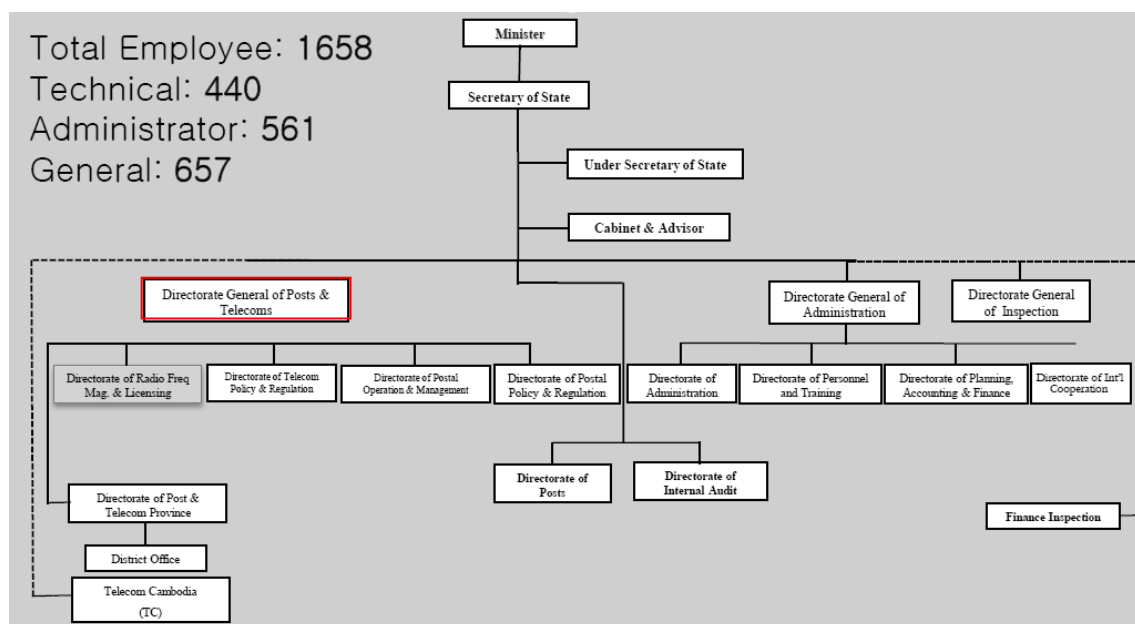 Total Employee: 1658
Technical: 440
Administrator: 561
General: 657
Minister
Secretary of State
Under Secretary of State
Cabinet & Advisor
Directorate General of Posts &
Telecoms
Directorate General of
Administration
Directorate General
of Inspection
Directorate of Radio Freq
Mag. & Licensing
Directorate of Telecom
Policy & Regulation
Directorate of Postal
Operation & Management
Directorate of Postal
Policy & Regulation
Directorate of
Administration
Directorate of Personnel
and Training
Directorate of Planning,
Accounting & Finance
Directorate of Int'l
Cooperation
Directorate of
Posts
Directorate of
Internal Audit
Directorate of Post &
Telecom Province
Finance Inspection
District Office
Telecom Cambodia
(TC)